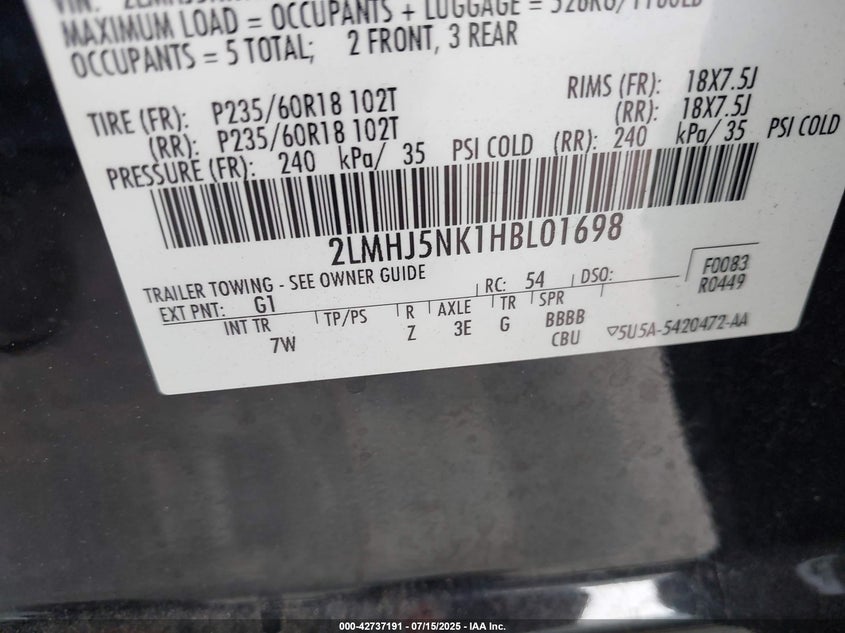 MAXIMUM LOAD = OCCUPANTS + LUGGAGE =
OCCUPANTS = 5 TOTAL; 2 FRONT, 3 REAR
TIRE (FR): P235/60R18 102T RIMS (FR): 18X7.5J
(RR): P235/60R18 102T (RR): 18X7.5J
PRESSURE (FR): 240 kPa/ 35 PSI COLD (RR): 240 kPa/ 35 PSI COLD
2LMHJ5NK1HBL01698
TRAILER TOWING - SEE OWNER GUIDE
EXT PNT: G1 RC: 54 DSO: F0083
R0449
INT TR TP/PS R AXLE TR SPR
7W Z 3E G BBBB
CBU 5U5A-5420472-AA
000-42737191 - 07/15/2025 - IAA Inc.